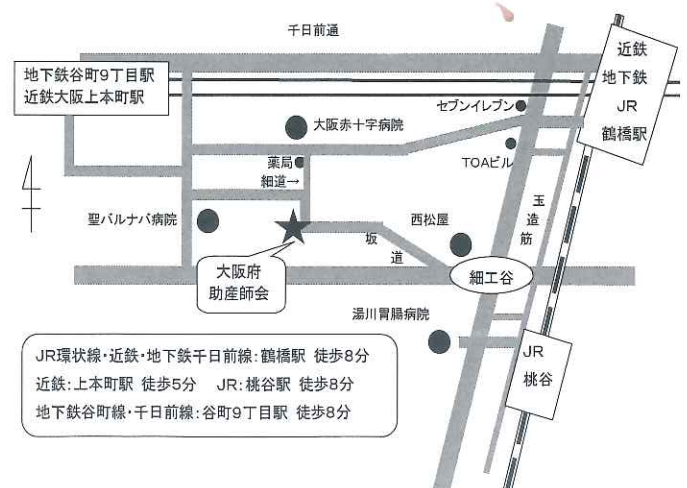 千日前通
近鉄
地下鉄
JR
鶴橋駅
地下鉄谷町9丁目駅
近鉄大阪上本町駅
セブンイレブン
大阪赤十字病院
TOAビル
薬局
細道→
玉造筋
聖バルナバ病院
西松屋
坂道
大阪府
助産師会
細工谷
湯川胃腸病院
JR
桃谷
JR環状線・近鉄・地下鉄千日前線:鶴橋駅 徒歩8分
近鉄:上本町駅 徒歩5分 JR:桃谷駅 徒歩8分
地下鉄谷町線・千日前線:谷町9丁目駅 徒歩8分